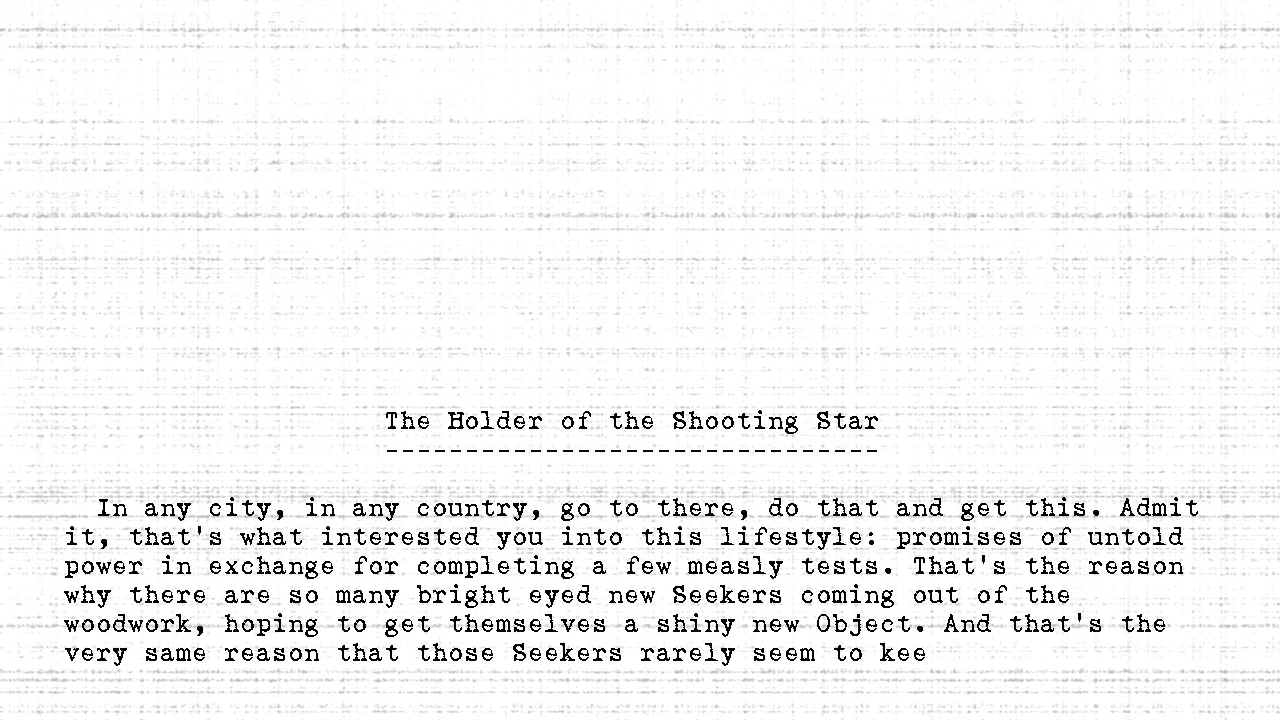 The Holder of the Shooting Star
-------------------------------
In any city, in any country, go to there, do that and get this. Admit
it, that's what interested you into this lifestyle: promises of untold
power in exchange for completing a few measly tests. That's the reason
why there are so many bright eyed new Seekers coming out of the
woodwork, hoping to get themselves a shiny new Object. And that's the
very same reason that those Seekers rarely seem to kee